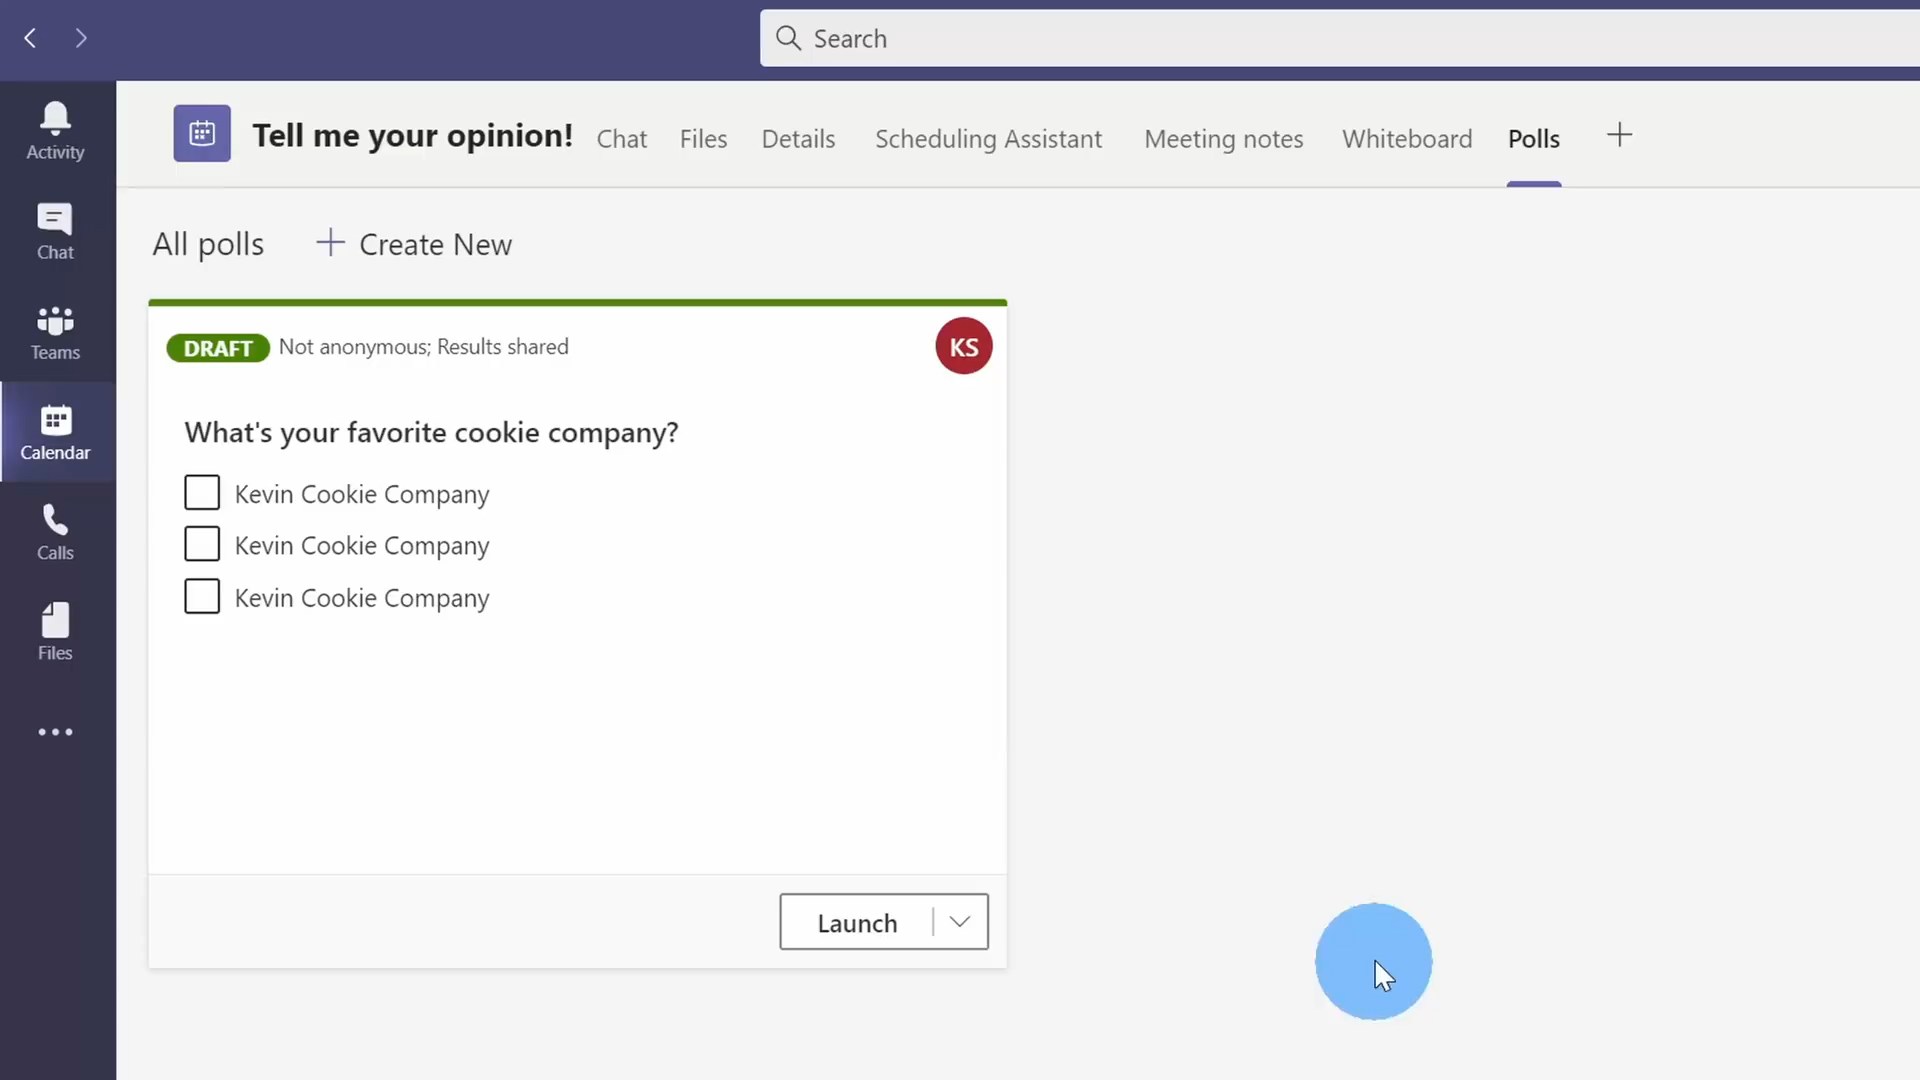 Search
Activity
Chat
Teams
Calendar
Calls
Files
Tell me your opinion! Chat Files Details Scheduling Assistant Meeting notes Whiteboard Polls
All polls Create New
DRAFT Not anonymous; Results shared KS
What's your favorite cookie company?
Kevin Cookie Company
Kevin Cookie Company
Kevin Cookie Company
Launch